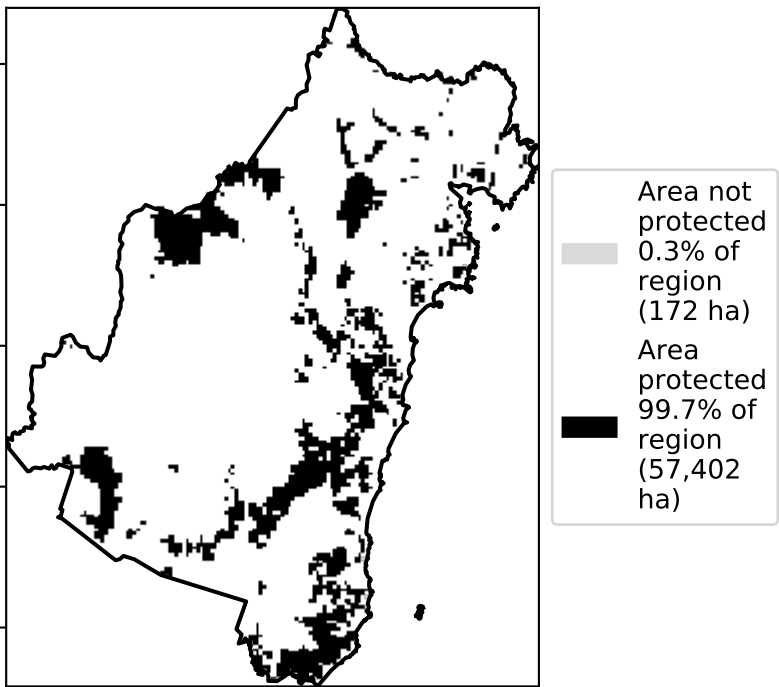 Area not
protected
0.3% of
region
(172 ha)
Area
protected
99.7% of
region
(57,402
ha)